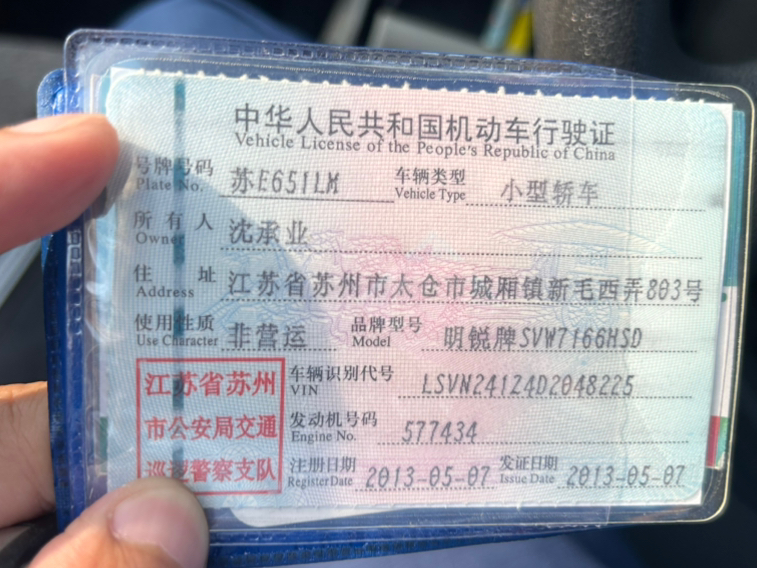 中华人民共和国机动车行驶证
Vehicle License of the People's Republic of China
号牌号码 苏E651LM 车辆类型 小型轿车
Plate No. Vehicle Type
所有人 沈承业
Owner
住址 江苏省苏州市太仓市城厢镇新毛西弄803号
Address
使用性质 非营运 品牌型号 明锐牌SVW7166HSD
Use Character Model
江苏省苏州
市公安局交通
巡逻警察支队
车辆识别代号 LSVN24124D2048225
VIN
发动机号码 577434
Engine No.
注册日期 2013-05-07 发证日期 2013-05-07
Register Date Issue Date